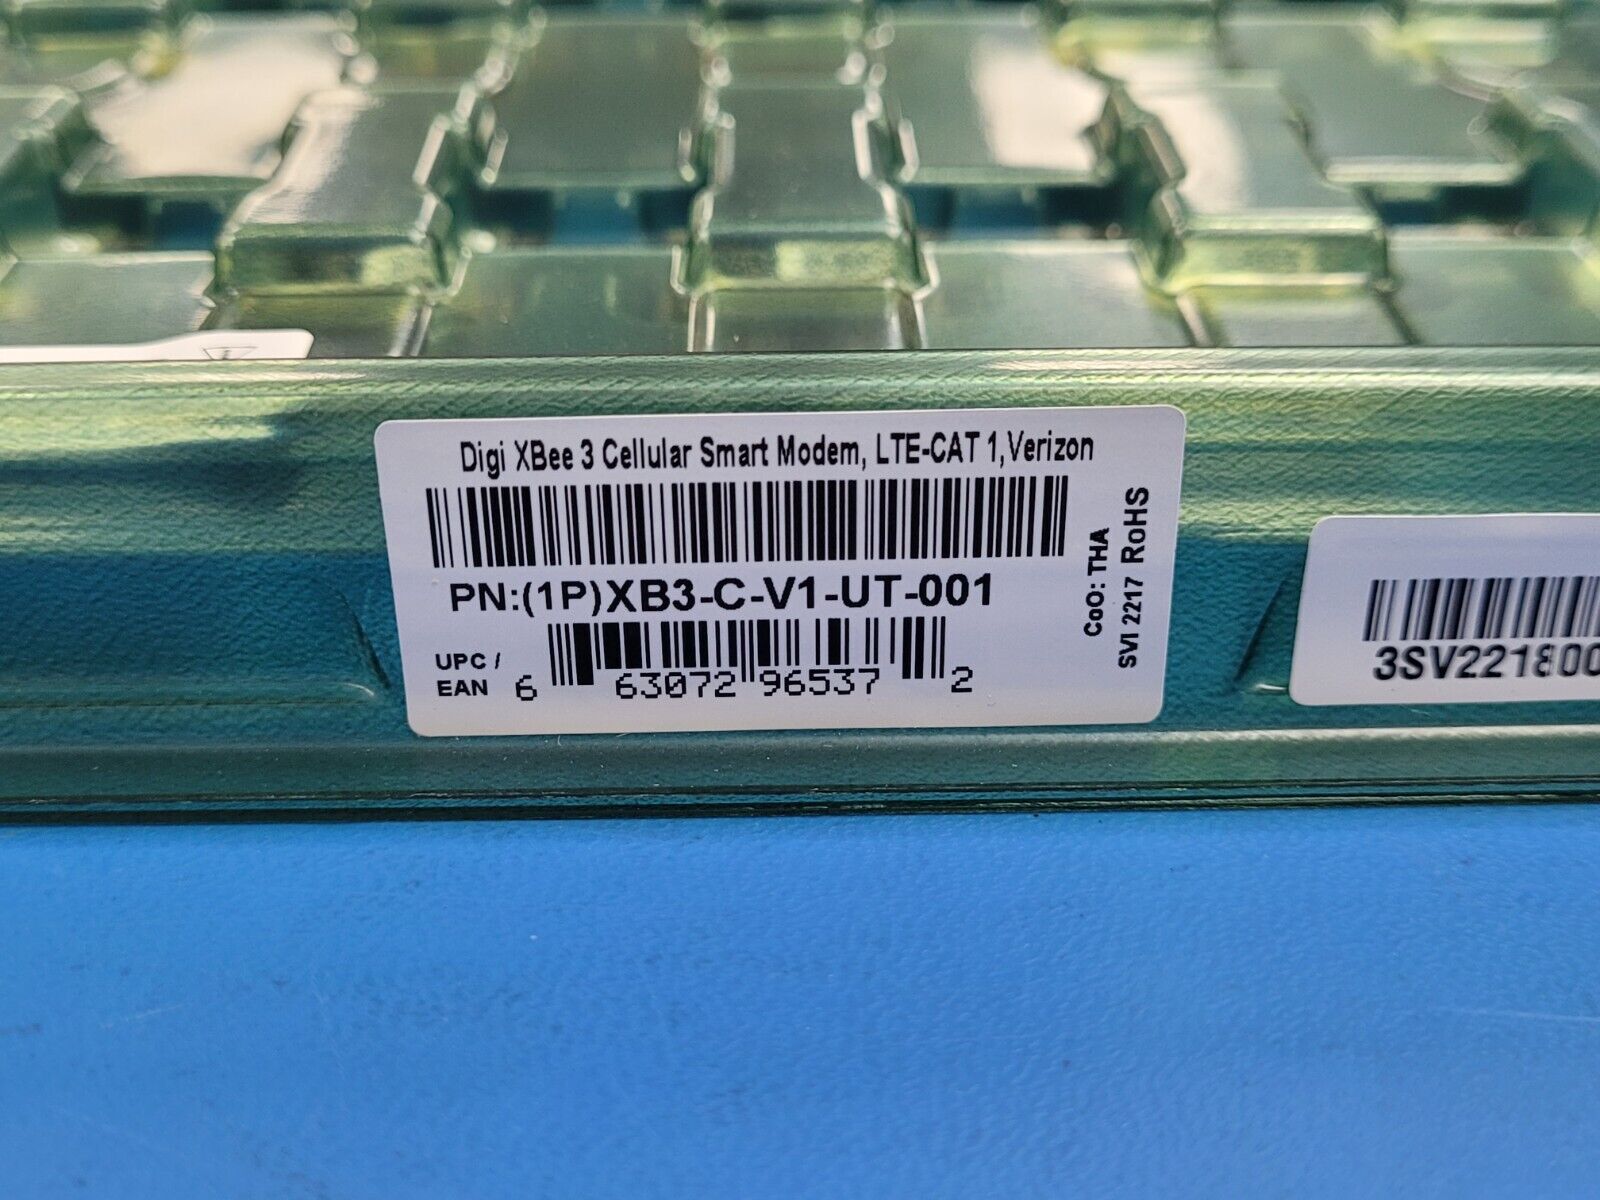 Digi XBee 3 Cellular Smart Modem, LTE-CAT 1,Verizon
PN:(1P)XB3-C-V1-UT-001
UPC /
EAN
6 63072 96537 2
CoO: THA
SVI 2217 RoHS
3SV221800